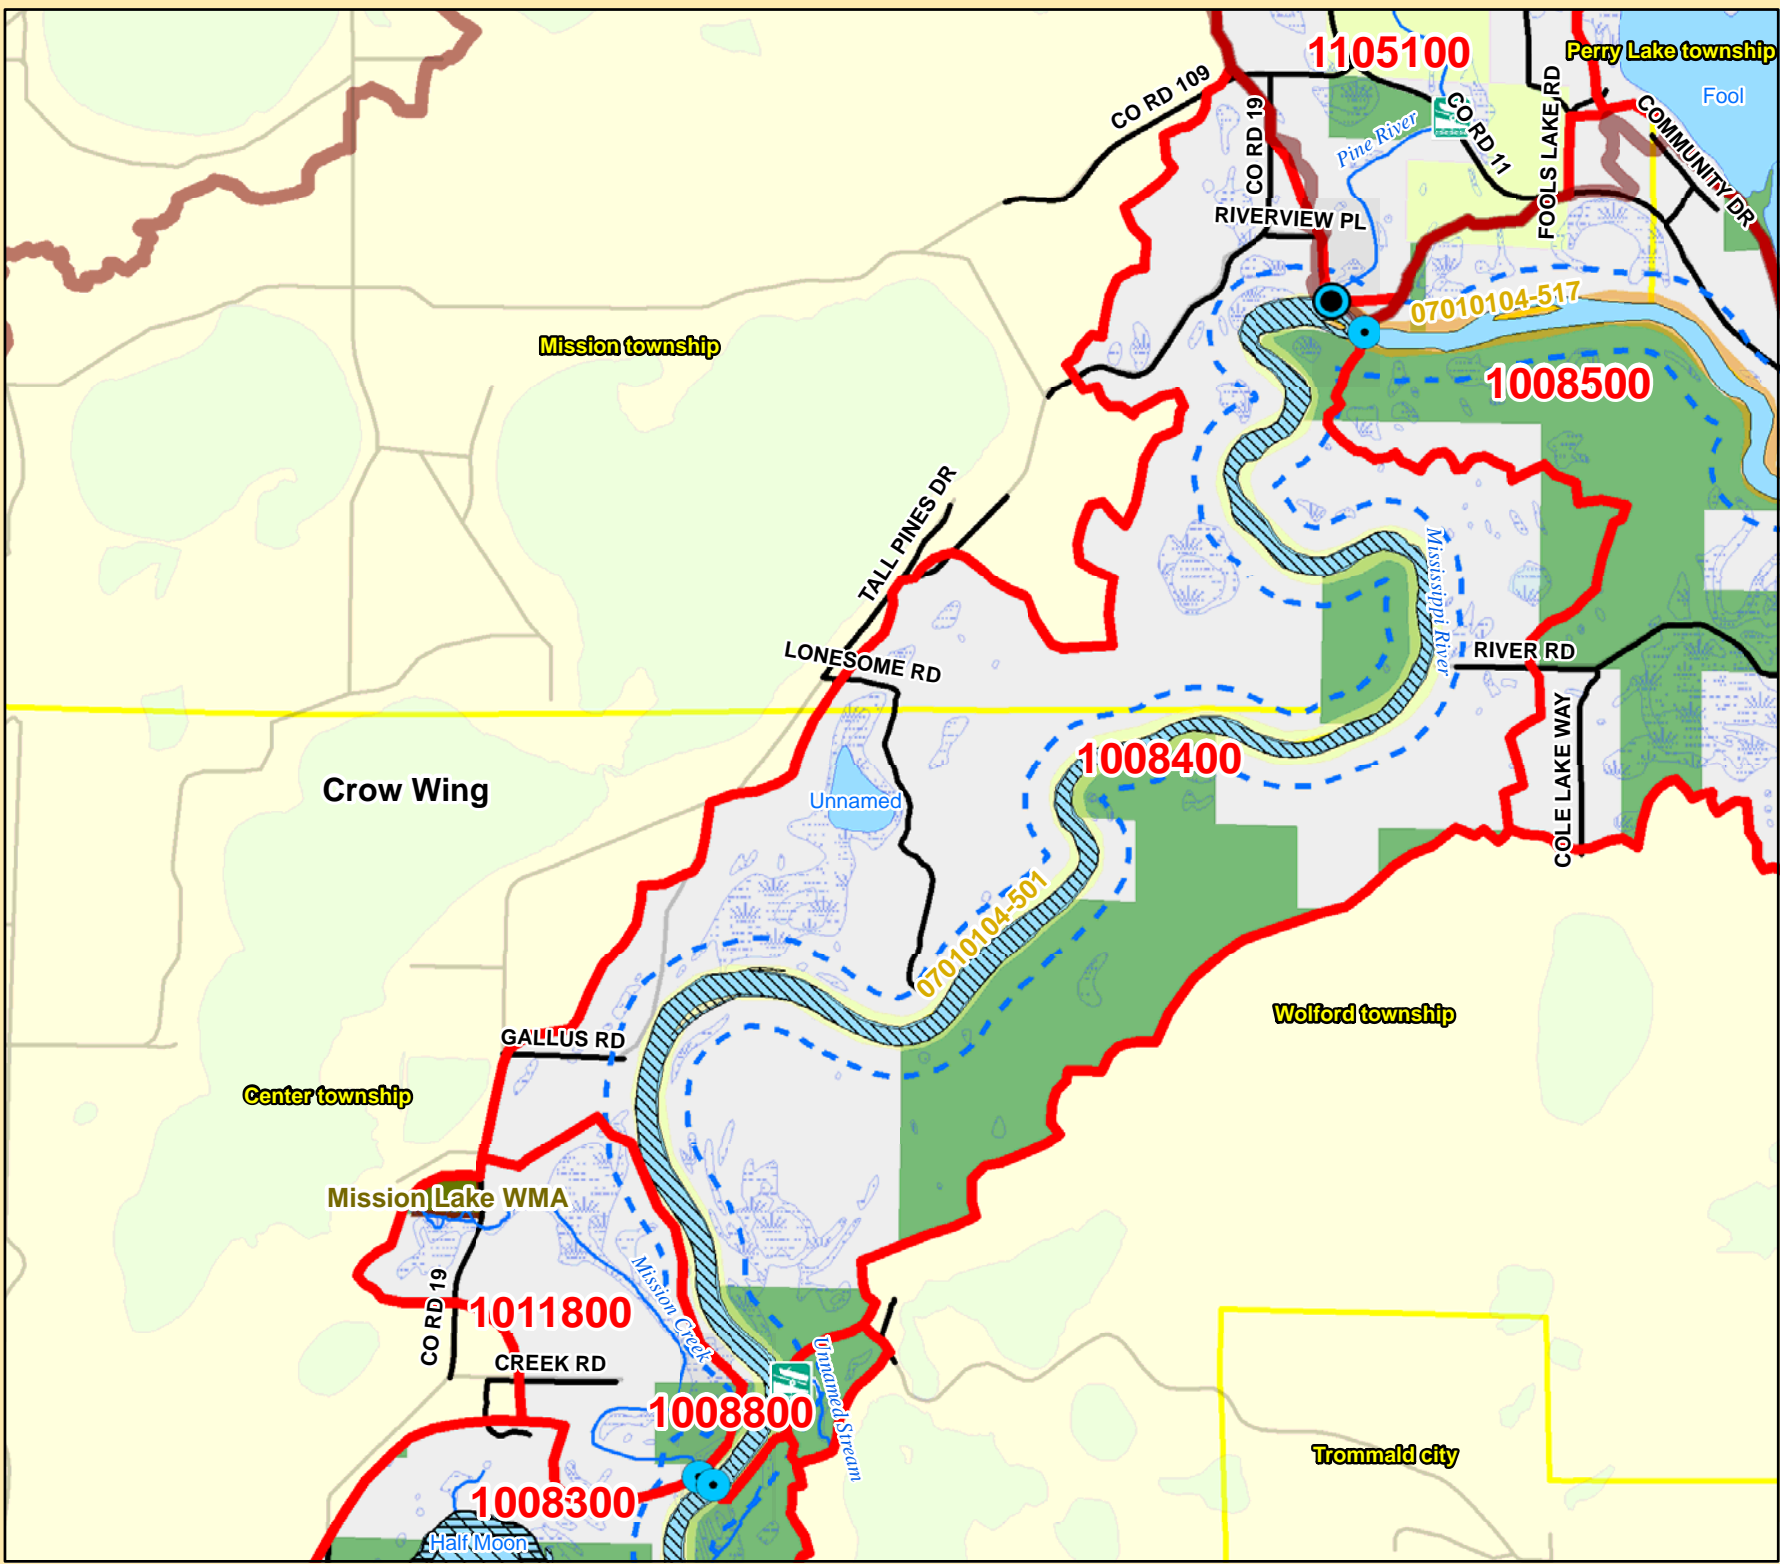 1105100
Perry Lake township
CO RD 109
Fool
CO RD 19
Pine River
CO RD 11
FOOLS LAKE RD
COMMUNITY DR
RIVERVIEW PL
07010104-517
Mission township
1008500
TALL PINES DR
Mississippi River
LONESOME RD
RIVER RD
1008400
COLE LAKE WAY
Crow Wing
Unnamed
07010104-501
Wolford township
GALLUS RD
Center township
Mission Lake WMA
Mission Creek
CO RD 19
1011800
CREEK RD
Unnamed Stream
1008800
Trommald city
1008300
Half Moon